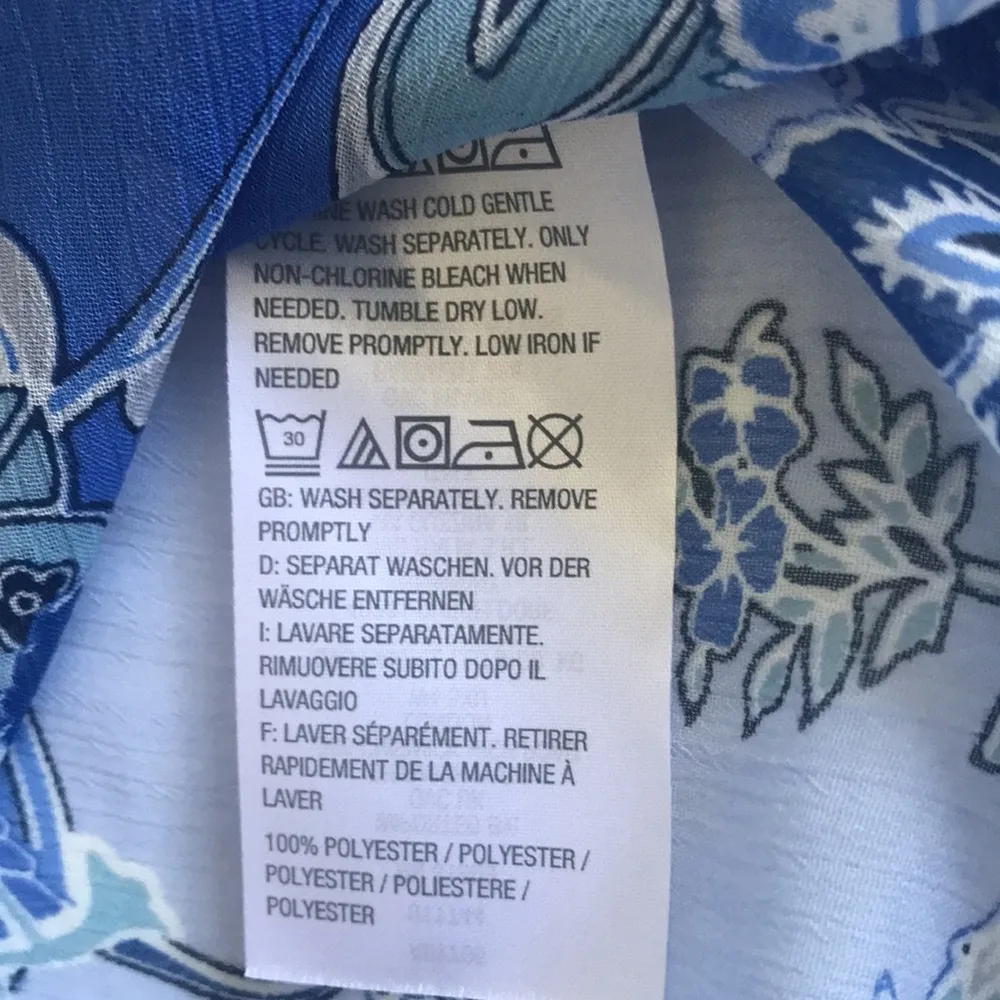 WASH COLD GENTLE
CYCLE. WASH SEPARATELY. ONLY
NON-CHLORINE BLEACH WHEN
NEEDED. TUMBLE DRY LOW.
REMOVE PROMPTLY. LOW IRON IF
NEEDED
30
GB: WASH SEPARATELY. REMOVE
PROMPTLY
D: SEPARAT WASCHEN. VOR DER
WÄSCHE ENTFERNEN
I: LAVARE SEPARATAMENTE.
RIMUOVERE SUBITO DOPO IL
LAVAGGIO
F: LAVER SÉPARÉMENT. RETIRER
RAPIDEMENT DE LA MACHINE À
LAVER
100% POLYESTER / POLYESTER /
POLYESTER / POLIESTERE /
POLYESTER